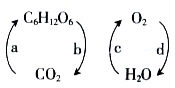 C₆H₁₂O₆ O₂
a b c d
CO₂ H₂O